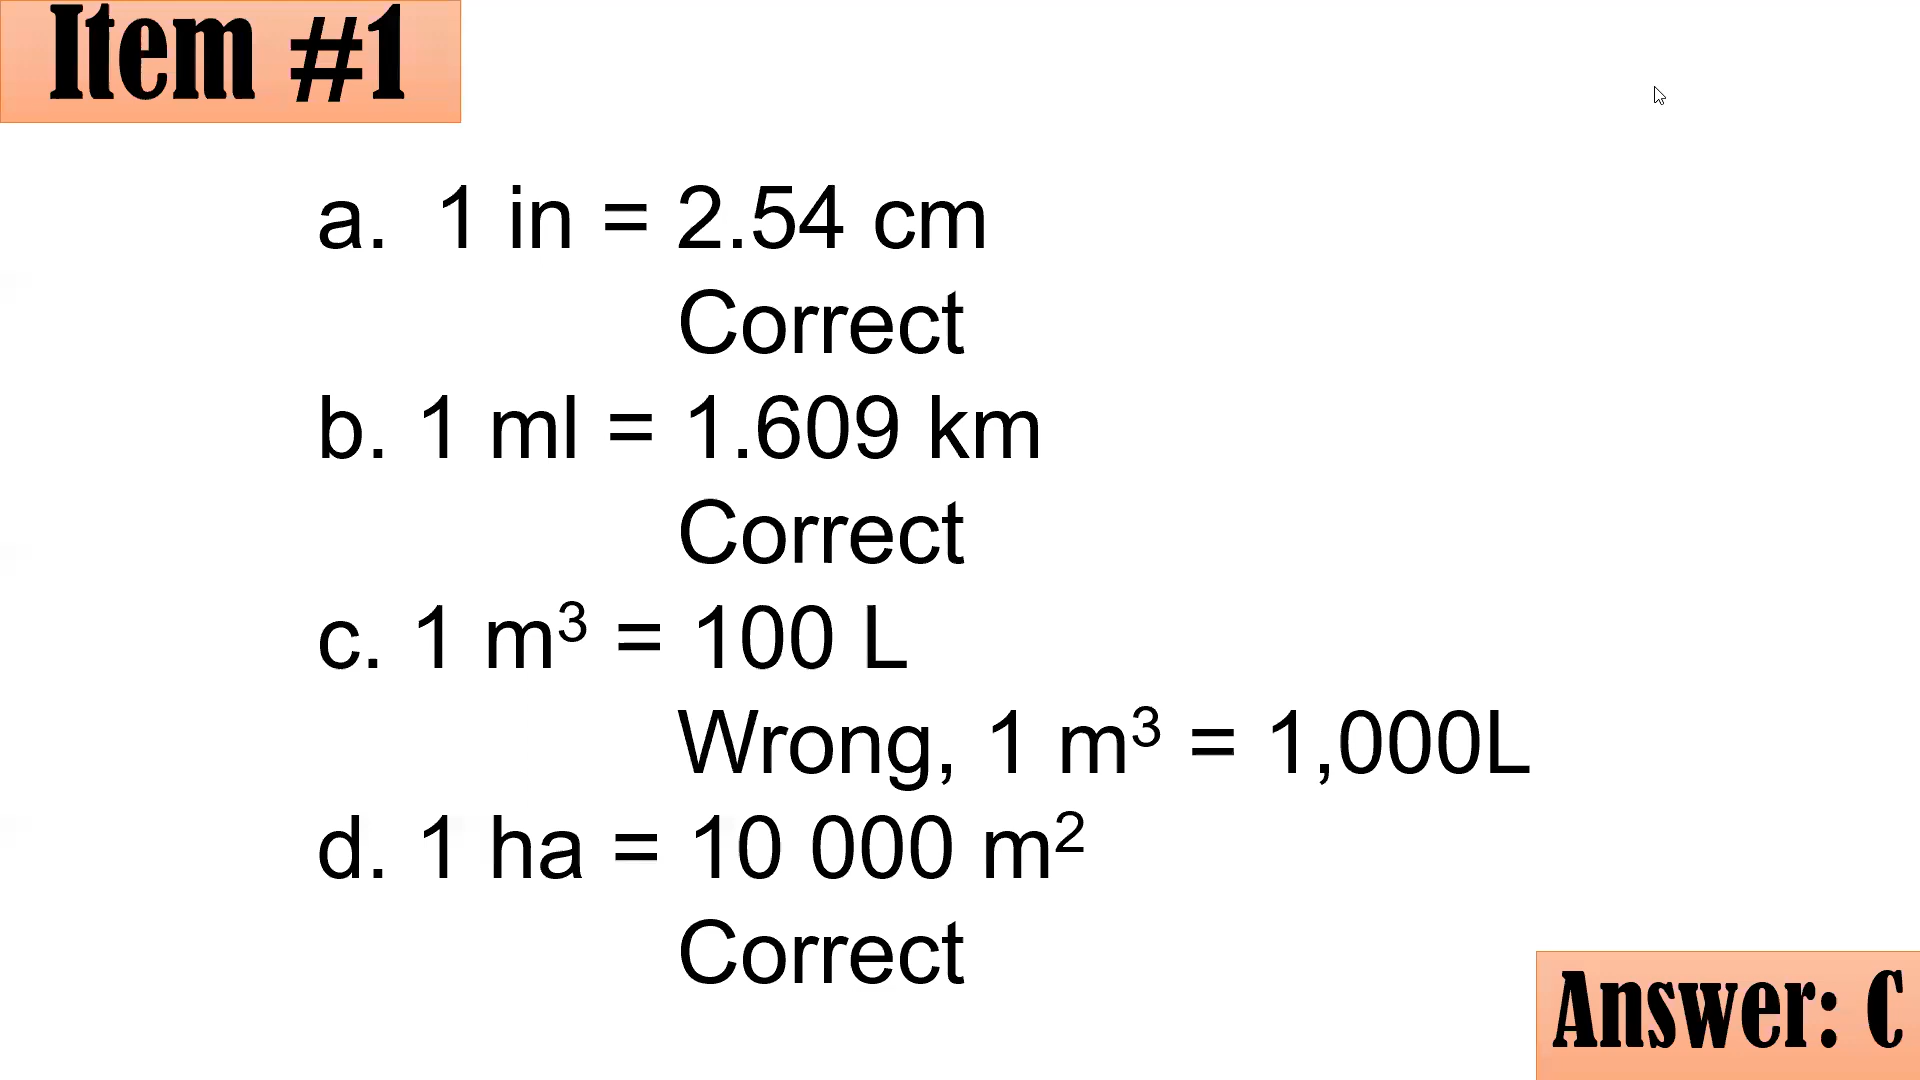 Item #1
a. 1 in = 2.54 cm
Correct
b. 1 ml = 1.609 km
Correct
c. 1 m³ = 100 L
Wrong, 1 m³ = 1,000L
d. 1 ha = 10 000 m²
Correct
Answer: C